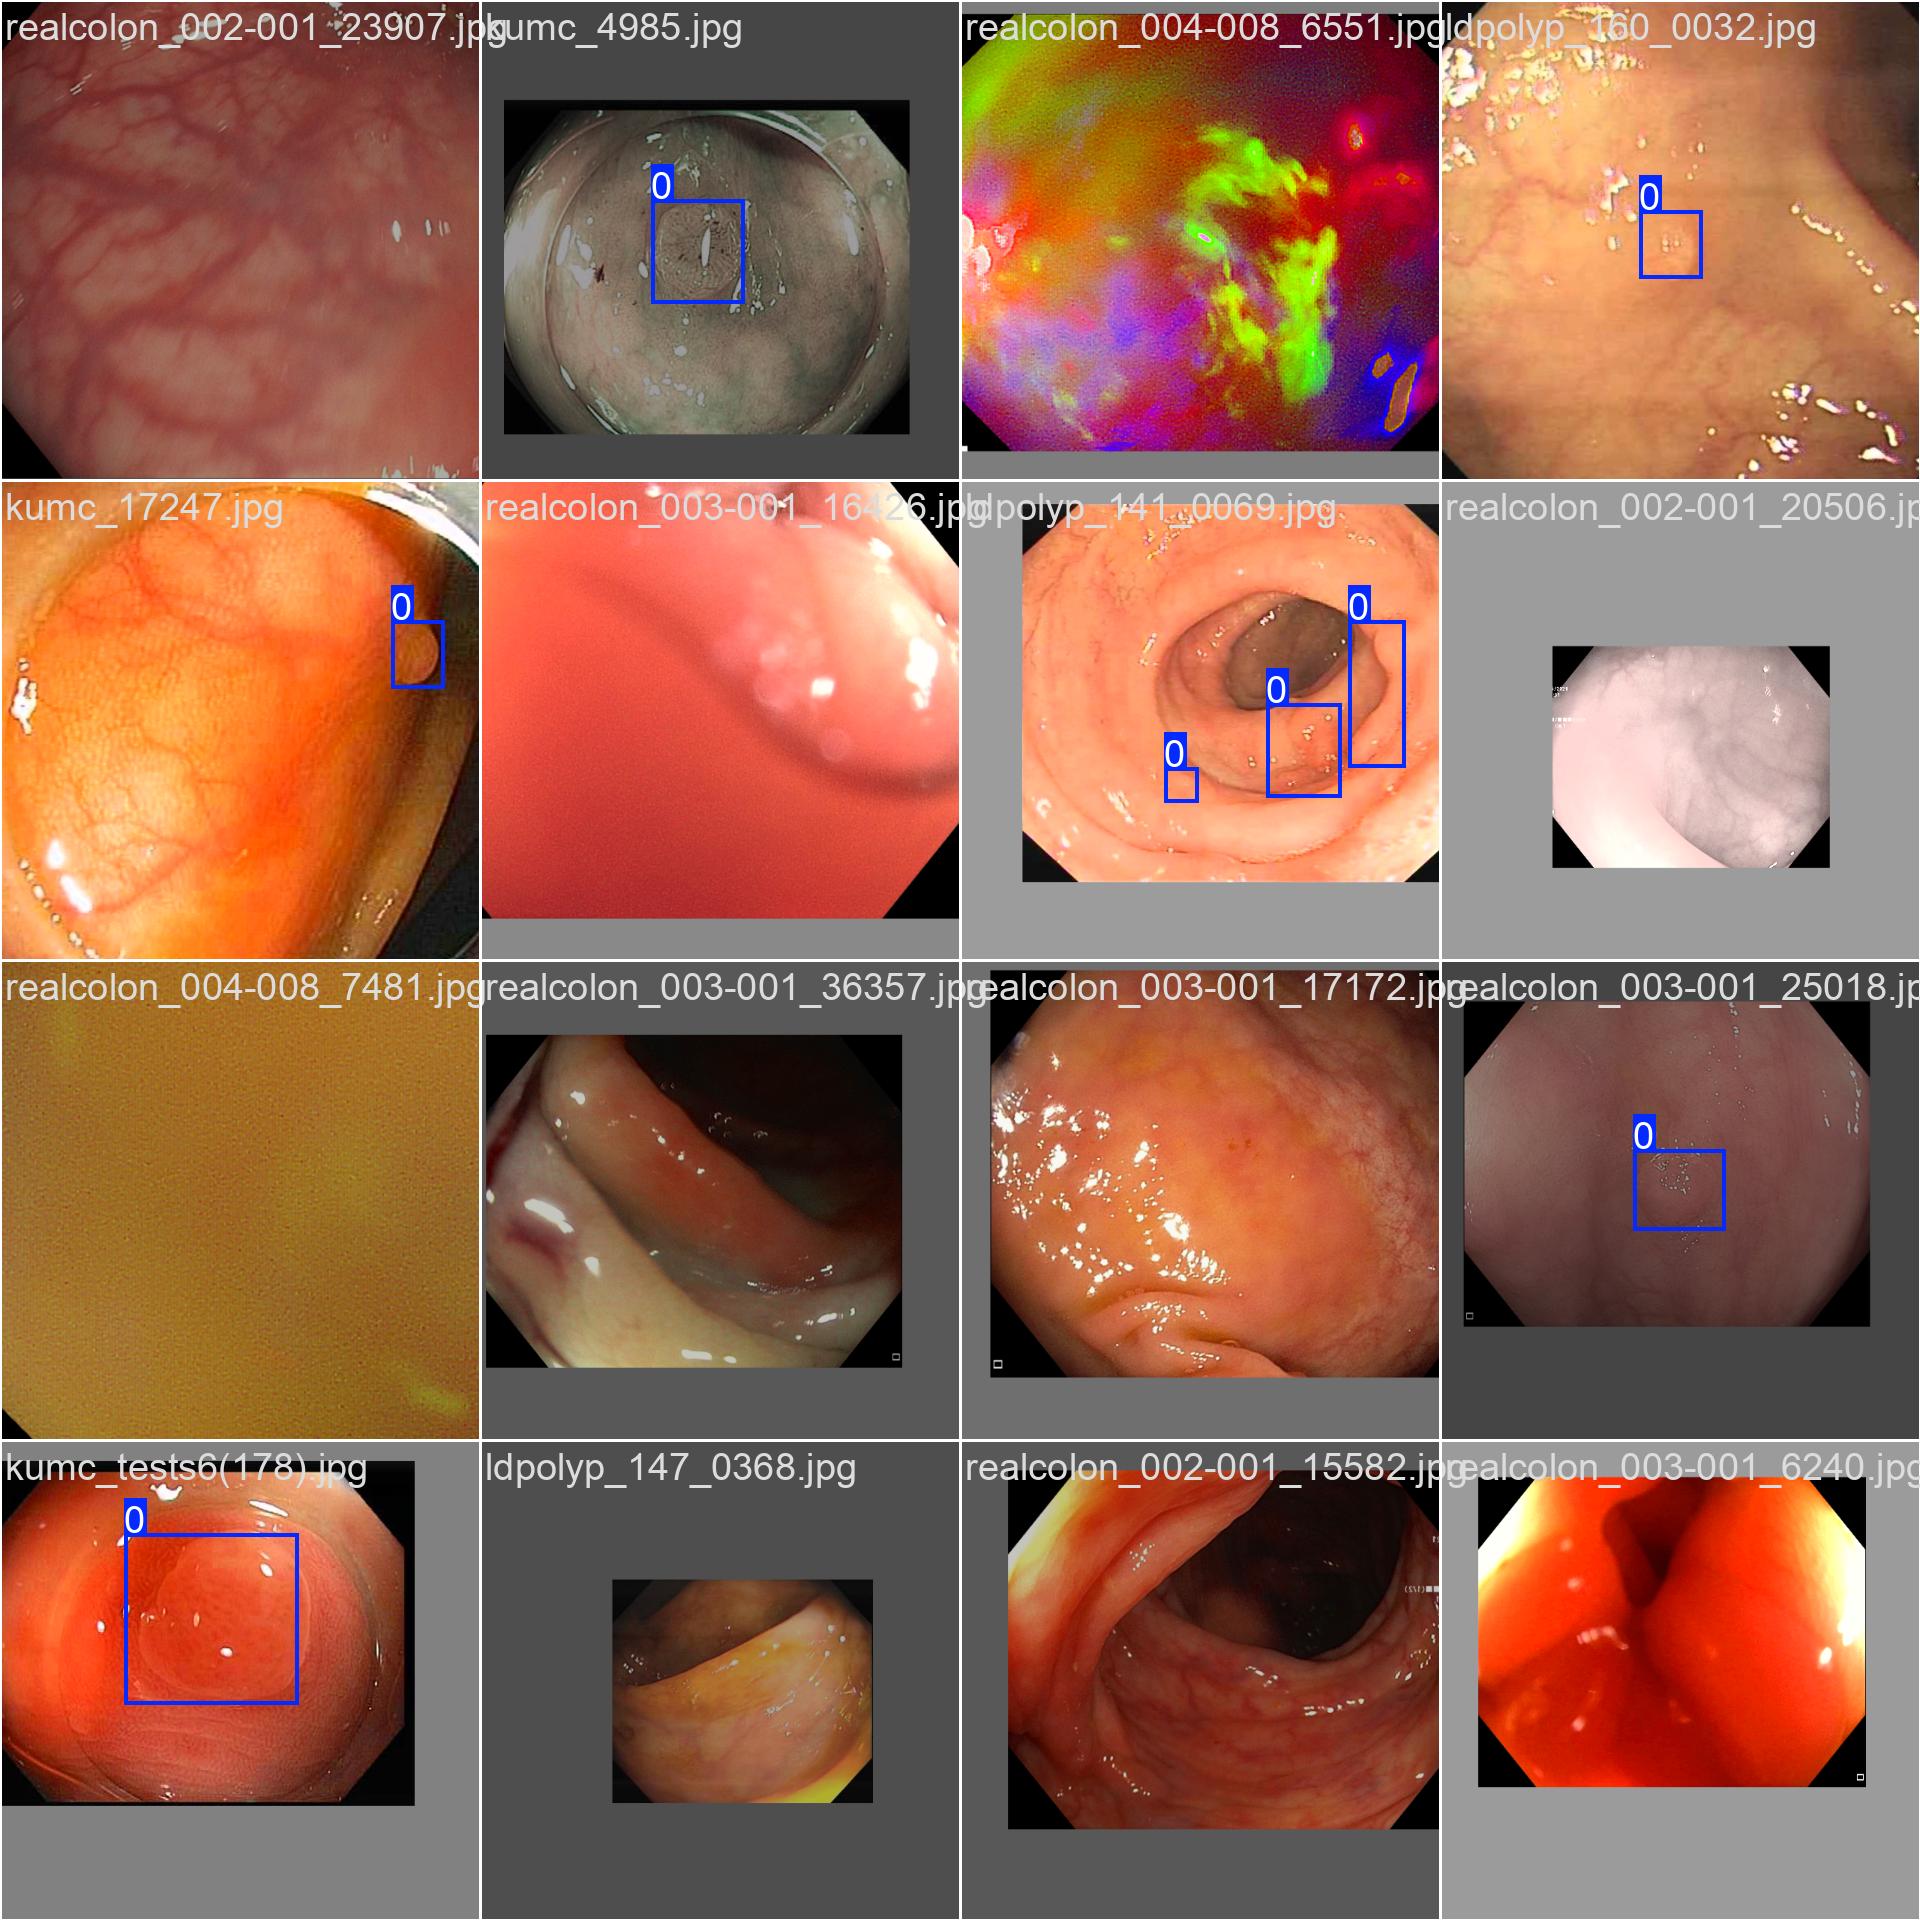 realcolon_002-001_23907.jpg
kumc_4985.jpg
realcolon_004-008_6551.jpg
ldpolyp_160_0032.jpg
0
0
kumc_17247.jpg
realcolon_003-001_16426.jpg
ldpolyp_141_0069.jpg
realcolon_002-001_20506.jp
0
0
0
0
realcolon_004-008_7481.jpg
realcolon_003-001_36357.jpg
realcolon_003-001_17172.jpg
realcolon_003-001_25018.jp
0
kumc_tests6(178).jpg
ldpolyp_147_0368.jpg
realcolon_002-001_15582.jpg
realcolon_003-001_6240.jpg
0